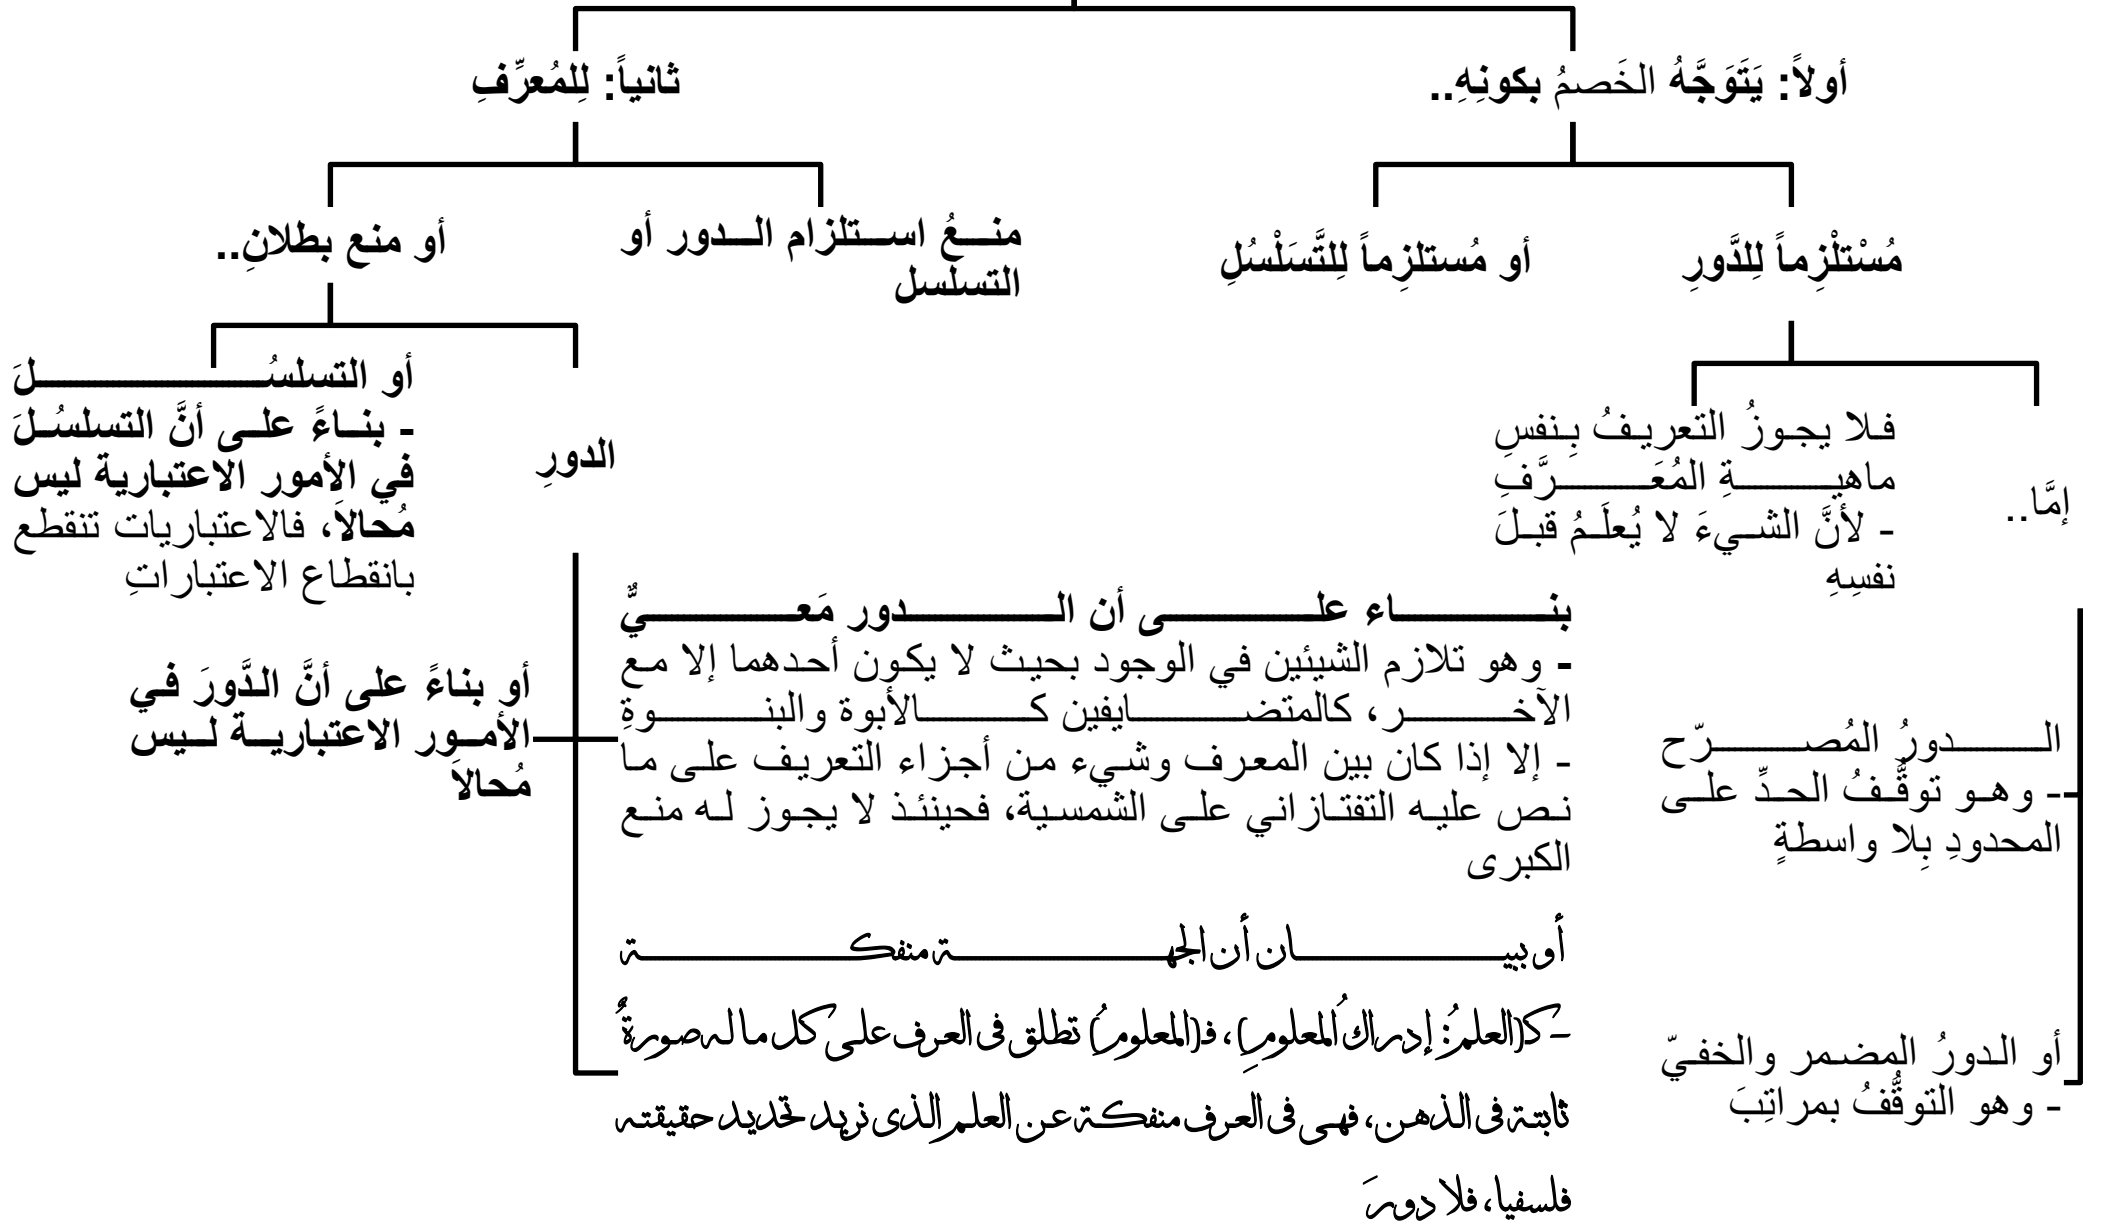 أولاً: يَتَوَجَّهُ الخَصمُ بكونِهِ..
ثانياً: لِلمُعرِّفِ
مُسْتلْزِماً لِلدَّورِ
أو مُستلزِماً لِلتَّسَلْسُلِ
منعُ استلزام الدور أو
التسلسل
أو منع بطلانِ..
إمَّا..
فلا يجوزُ التعريفُ بِنفسِ
ماهيةِ المُعَرَّفِ
- لأنَّ الشيءَ لا يُعلَمُ قبلَ
نفسِهِ
الدورُ المُصرّح
- وهو توقُّفُ الحدِّ على
المحدودِ بِلا واسطةٍ
أو الدورُ المضمر والخفيّ
- وهو التوقُّفُ بمراتِبَ
الدورِ
أو التسلسُلَ
- بناءً على أنَّ التسلسُلَ
في الأمور الاعتبارية ليس
مُحالاً، فالاعتباريات تنقطع
بانقطاع الاعتباراتِ
بناء على أن الدور مَعيٌّ
- وهو تلازم الشيئين في الوجود بحيث لا يكون أحدهما إلا مع
الآخر، كالمتضايفين كالأبوة والبنوةِ
- إلا إذا كان بين المعرف وشيء من أجزاء التعريف على ما
نص عليه التفتازاني على الشمسية، فحينئذ لا يجوز له منع
الكبرى
أو بناءً على أنَّ الدَّورَ في
الأمور الاعتبارية ليس
مُحالاً
أو ببيان أن الجهة منفكة
- كـ(العلمُ: إدراكُ المعلومِ)، فـ(المعلومُ) تطلق في العرف على كل ما له صورةٌ
ثابتة في الذهن، فهي في العرف منفكة عن العلم الذي نريد تحديد حقيقته
فلسفيا، فلا دورَ